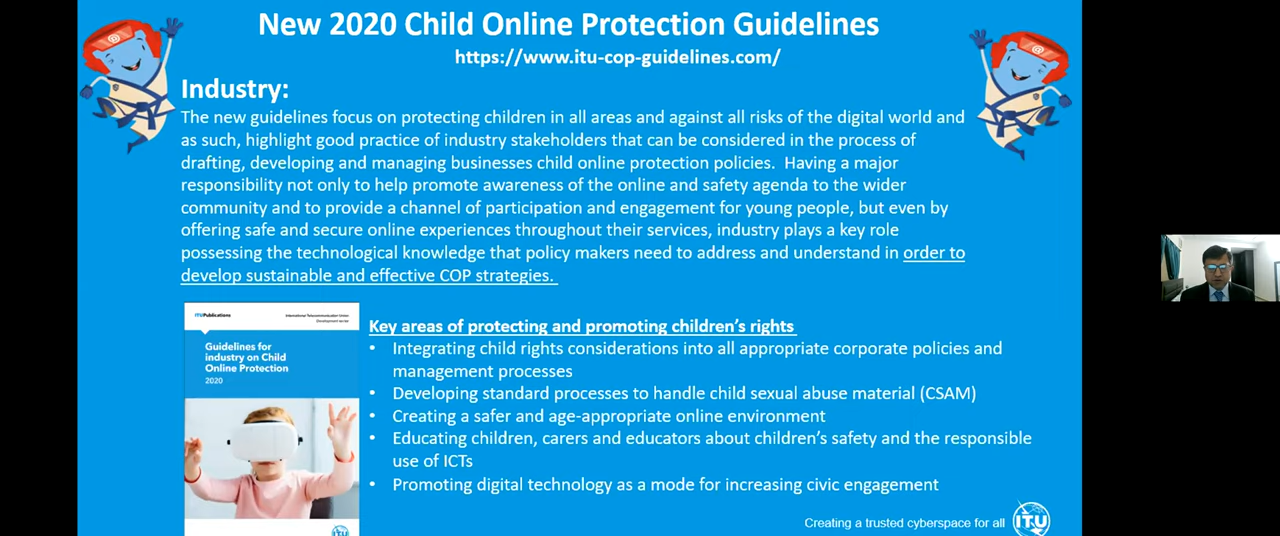 New 2020 Child Online Protection Guidelines
https://www.itu-cop-guidelines.com/
Industry:
The new guidelines focus on protecting children in all areas and against all risks of the digital world and
as such, highlight good practice of industry stakeholders that can be considered in the process of
drafting, developing and managing businesses child online protection policies. Having a major
responsibility not only to help promote awareness of the online and safety agenda to the wider
community and to provide a channel of participation and engagement for young people, but even by
offering safe and secure online experiences throughout their services, industry plays a key role
possessing the technological knowledge that policy makers need to address and understand in order to
develop sustainable and effective COP strategies.
ITUPublications
International Telecommunication Union
Development sector
Guidelines for
industry on Child
Online Protection
2020
Key areas of protecting and promoting children's rights
• Integrating child rights considerations into all appropriate corporate policies and
management processes
• Developing standard processes to handle child sexual abuse material (CSAM)
• Creating a safer and age-appropriate online environment
• Educating children, carers and educators about children's safety and the responsible
use of ICTs
• Promoting digital technology as a mode for increasing civic engagement
Creating a trusted cyberspace for all
ITU